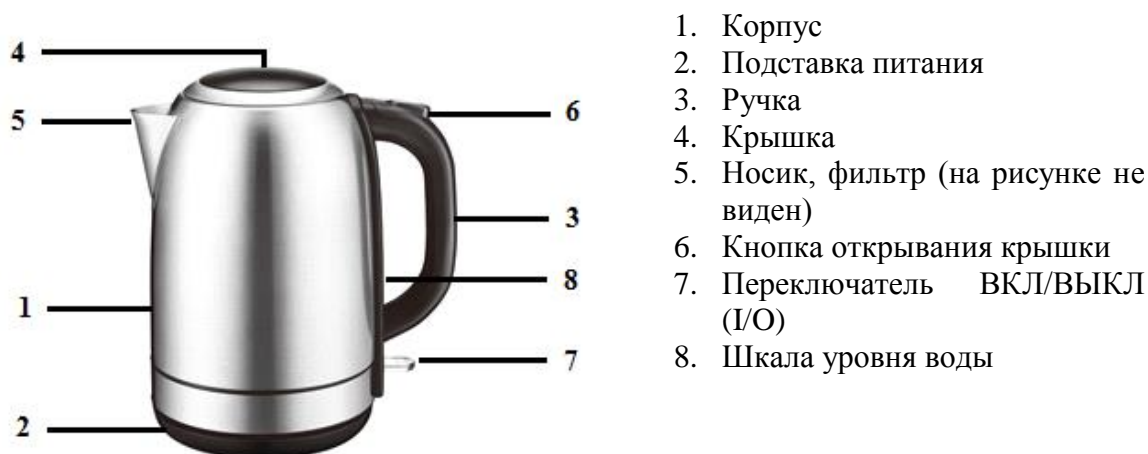 1. Корпус
2. Подставка питания
3. Ручка
4. Крышка
5. Носик, фильтр (на рисунке не
виден)
6. Кнопка открывания крышки
7. Переключатель ВКЛ/ВЫКЛ
(I/O)
8. Шкала уровня воды
4
5
6
3
8
1
7
2